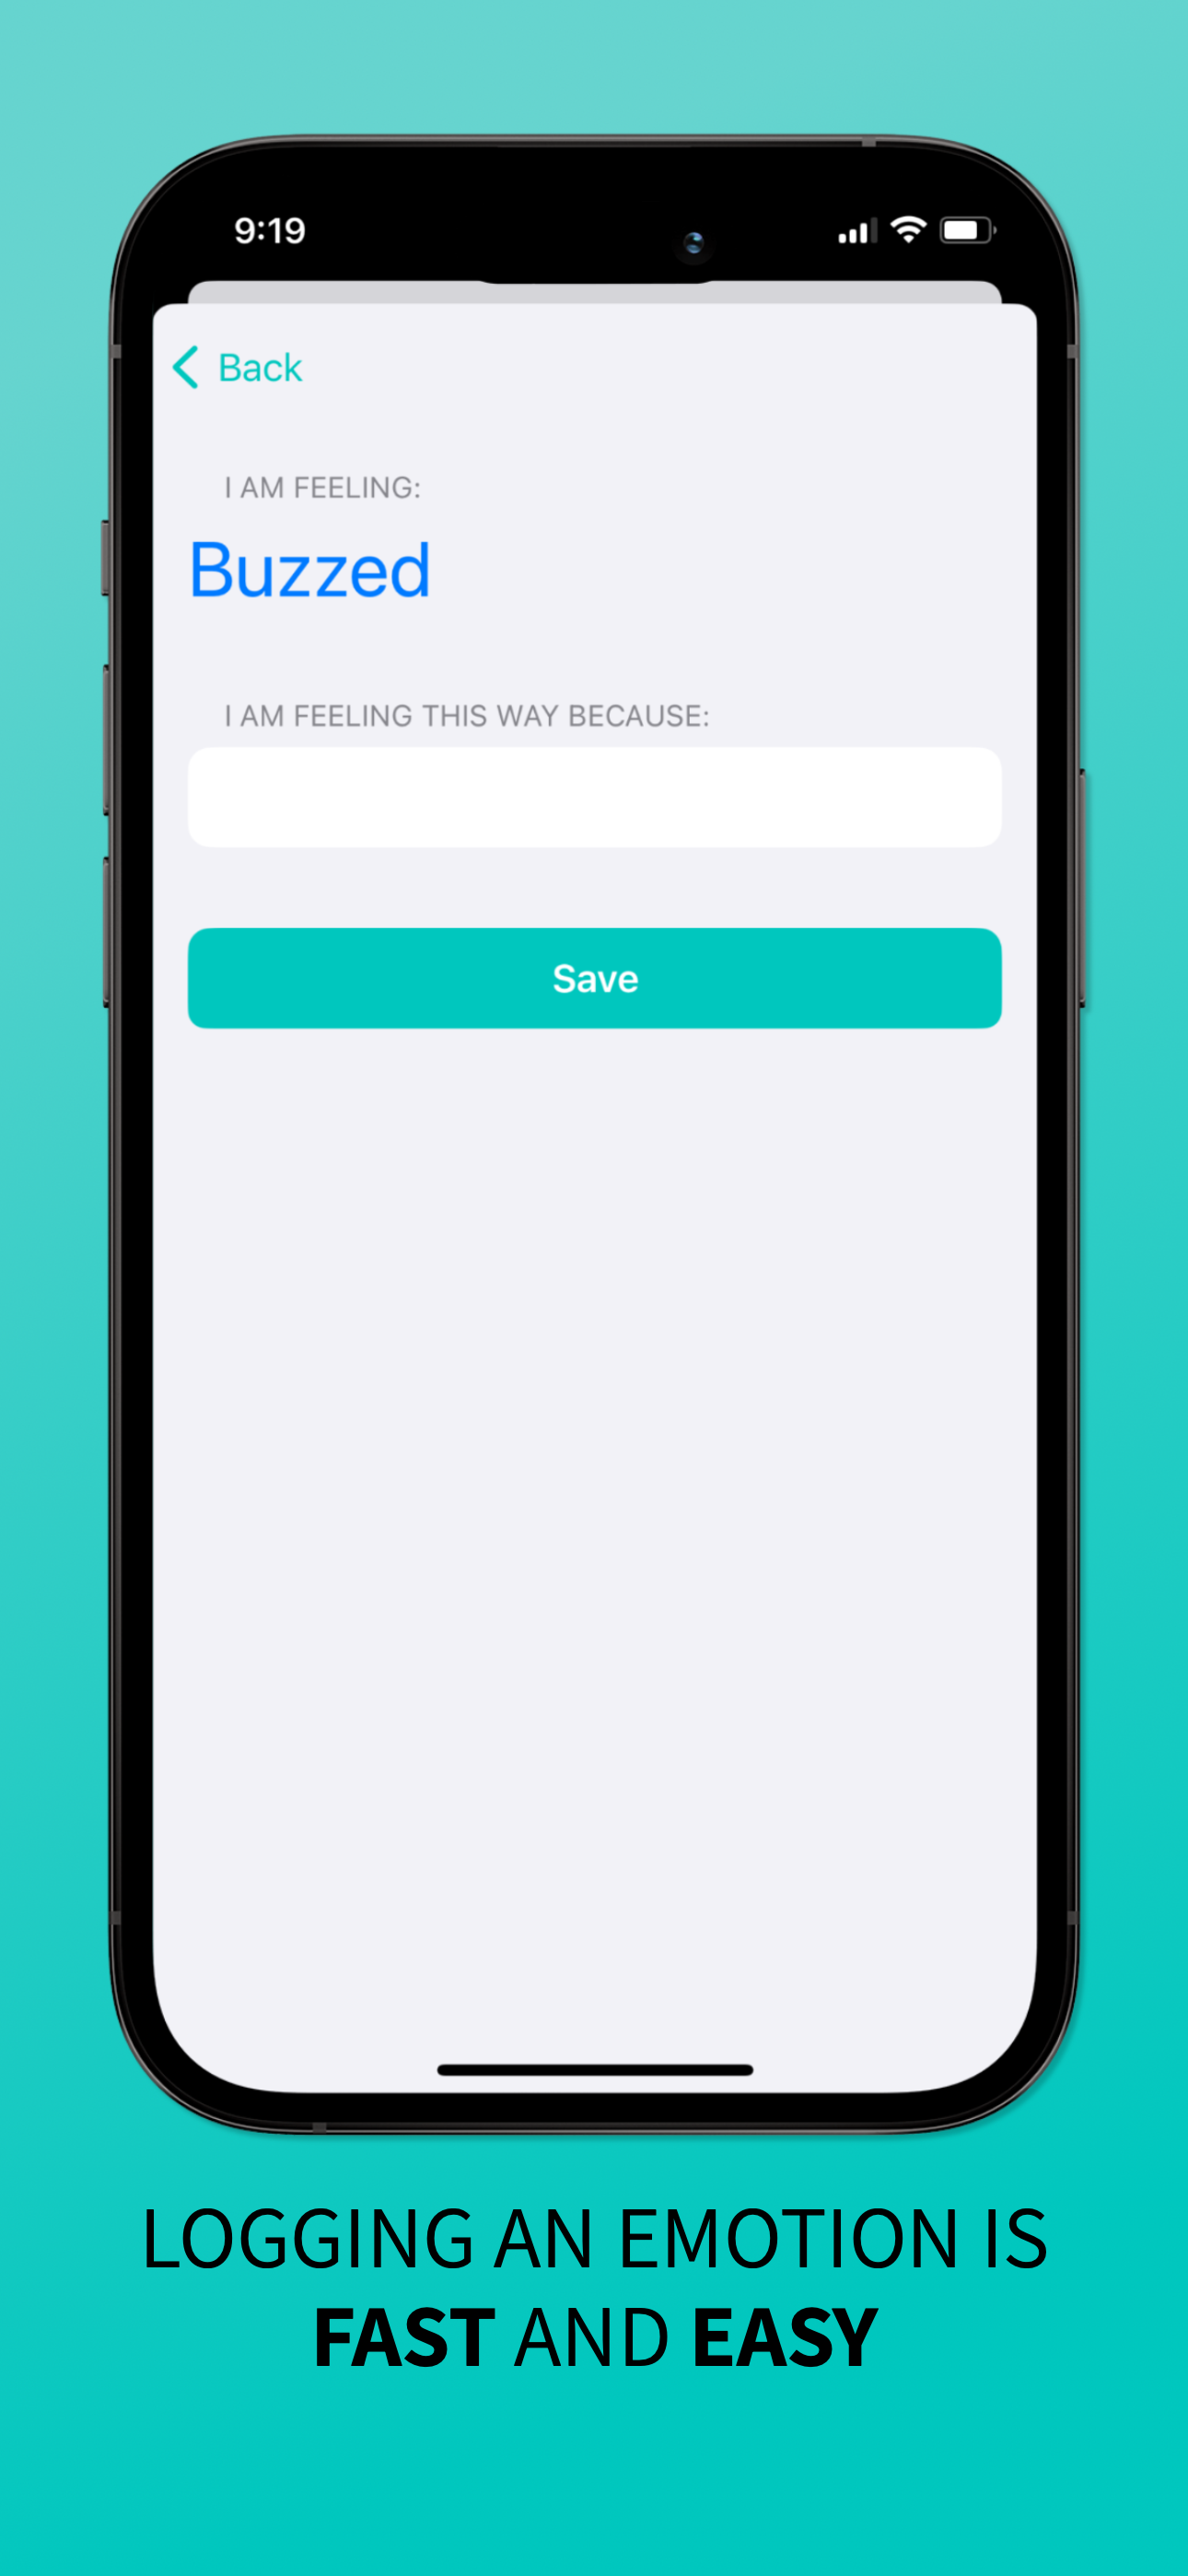 9:19
Back
I AM FEELING:
Buzzed
I AM FEELING THIS WAY BECAUSE:
Save
LOGGING AN EMOTION IS
FAST AND EASY